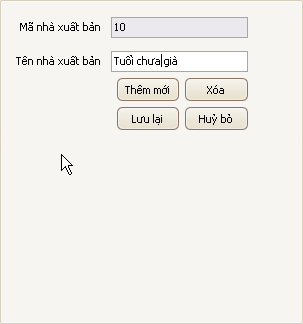 Mã nhà xuất bản 10
Tên nhà xuất bản Tuổi chưa già
Thêm mới Xóa
Lưu lại Huỷ bỏ